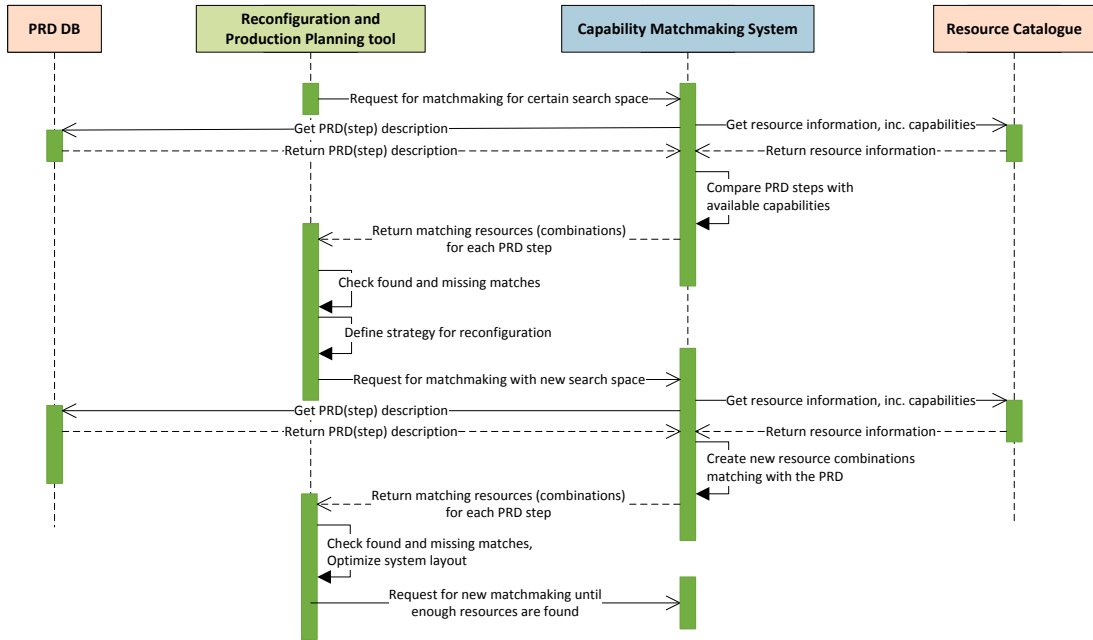 PRD DB
Reconfiguration and
Production Planning tool
Capability Matchmaking System
Resource Catalogue
Request for matchmaking for certain search space
Get PRD(step) description
Get resource information, inc. capabilities
Return PRD(step) description
Return resource information
Compare PRD steps with
available capabilities
Return matching resources (combinations)
for each PRD step
Check found and missing matches
Define strategy for reconfiguration
Request for matchmaking with new search space
Get PRD(step) description
Get resource information, inc. capabilities
Return PRD(step) description
Return resource information
Create new resource combinations
matching with the PRD
Return matching resources (combinations)
for each PRD step
Check found and missing matches,
Optimize system layout
Request for new matchmaking until
enough resources are found